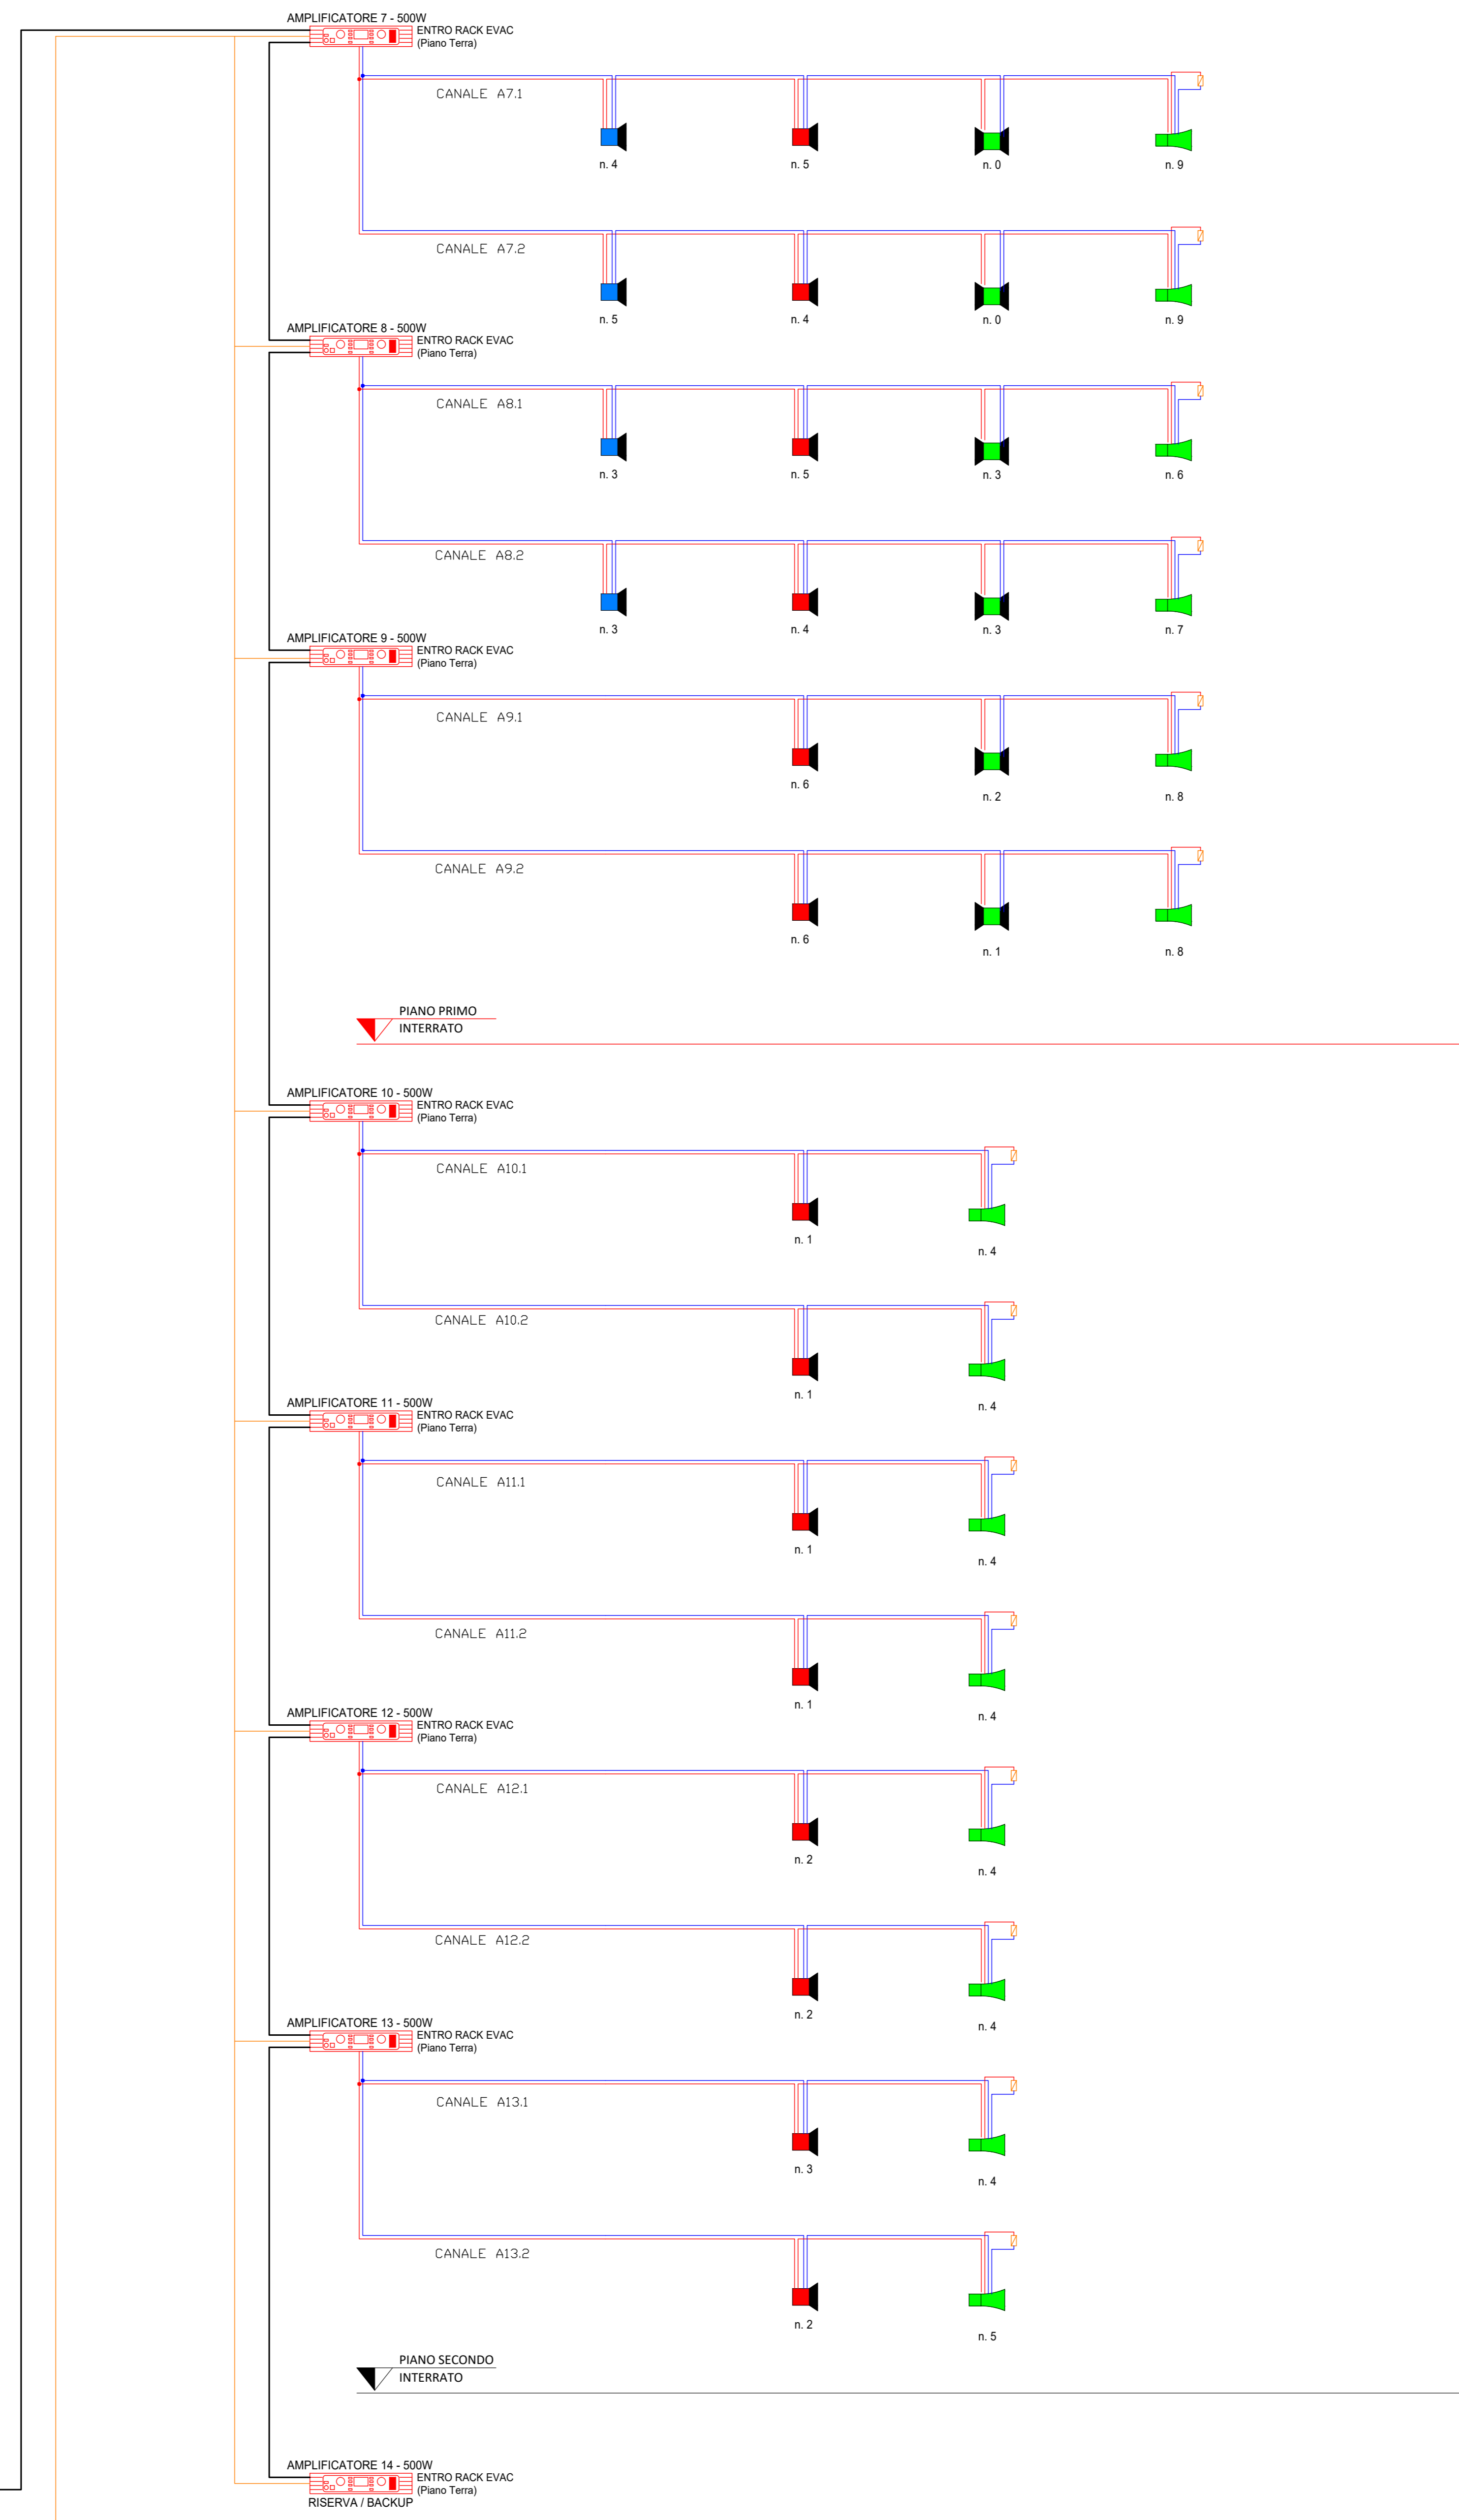 AMPLIFICATORE 7 - 500W
ENTRO RACK EVAC
(Piano Terra)
CANALE A7.1
n. 4
n. 5
n. 0
n. 9
CANALE A7.2
n. 5
n. 4
n. 0
n. 9
AMPLIFICATORE 8 - 500W
ENTRO RACK EVAC
(Piano Terra)
CANALE A8.1
n. 3
n. 5
n. 3
n. 6
CANALE A8.2
n. 3
n. 4
n. 3
n. 7
AMPLIFICATORE 9 - 500W
ENTRO RACK EVAC
(Piano Terra)
CANALE A9.1
n. 6
n. 2
n. 8
CANALE A9.2
n. 6
n. 1
n. 8
PIANO PRIMO
INTERRATO
AMPLIFICATORE 10 - 500W
ENTRO RACK EVAC
(Piano Terra)
CANALE A10.1
n. 1
n. 4
CANALE A10.2
n. 1
n. 4
AMPLIFICATORE 11 - 500W
ENTRO RACK EVAC
(Piano Terra)
CANALE A11.1
n. 1
n. 4
CANALE A11.2
n. 1
n. 4
AMPLIFICATORE 12 - 500W
ENTRO RACK EVAC
(Piano Terra)
CANALE A12.1
n. 2
n. 4
CANALE A12.2
n. 2
n. 4
AMPLIFICATORE 13 - 500W
ENTRO RACK EVAC
(Piano Terra)
CANALE A13.1
n. 3
n. 4
CANALE A13.2
n. 2
n. 5
PIANO SECONDO
INTERRATO
AMPLIFICATORE 14 - 500W
ENTRO RACK EVAC
(Piano Terra)
RISERVA / BACKUP